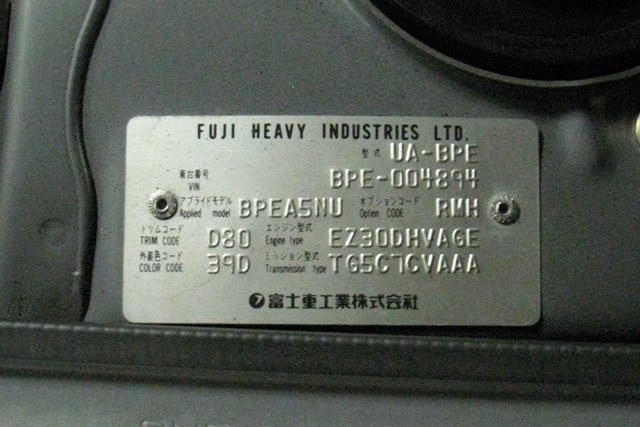 FUJI HEAVY INDUSTRIES LTD.
型式 UA-BPE
車台番号 VIN BPE-004894
アプライドモデル Applied model BPEA5NU オプションコード Option CODE RMH
トリムコード TRIM CODE D80 エンジン型式 Engine type EZ30DHVAGE
外装色コード COLOR CODE 39D ミッション型式 Transmission type TG5C7CVAAA
富士重工業株式会社